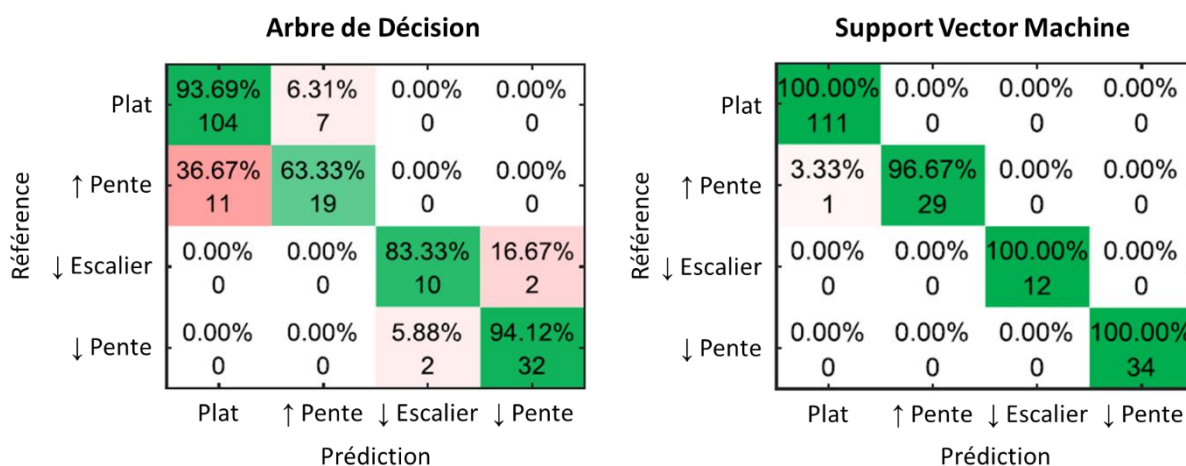 Arbre de Décision
Plat
93.69% 6.31% 0.00% 0.00%
104 7 0 0
↑ Pente
36.67% 63.33% 0.00% 0.00%
11 19 0 0
↓ Escalier
0.00% 0.00% 83.33% 16.67%
0 0 10 2
↓ Pente
0.00% 0.00% 5.88% 94.12%
0 0 2 32
Référence
Plat ↑ Pente ↓ Escalier ↓ Pente
Prédiction
Support Vector Machine
Plat
100.00% 0.00% 0.00% 0.00%
111 0 0 0
↑ Pente
3.33% 96.67% 0.00% 0.00%
1 29 0 0
↓ Escalier
0.00% 0.00% 100.00% 0.00%
0 0 12 0
↓ Pente
0.00% 0.00% 0.00% 100.00%
0 0 0 34
Référence
Plat ↑ Pente ↓ Escalier ↓ Pente
Prédiction